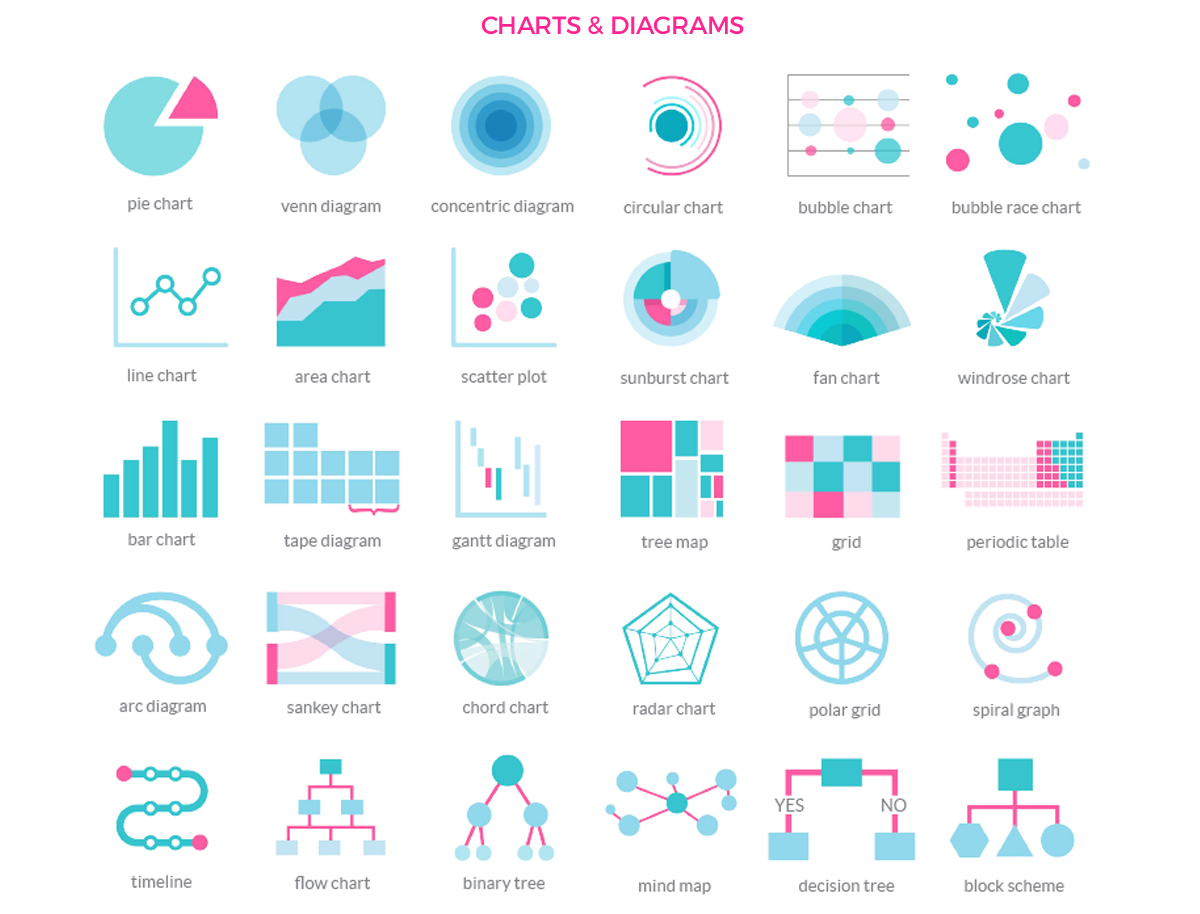 CHARTS & DIAGRAMS
pie chart
venn diagram
concentric diagram
circular chart
bubble chart
bubble race chart
line chart
area chart
scatter plot
sunburst chart
fan chart
windrose chart
bar chart
tape diagram
gantt diagram
tree map
grid
periodic table
arc diagram
sankey chart
chord chart
radar chart
polar grid
spiral graph
YES
NO
timeline
flow chart
binary tree
mind map
decision tree
block scheme